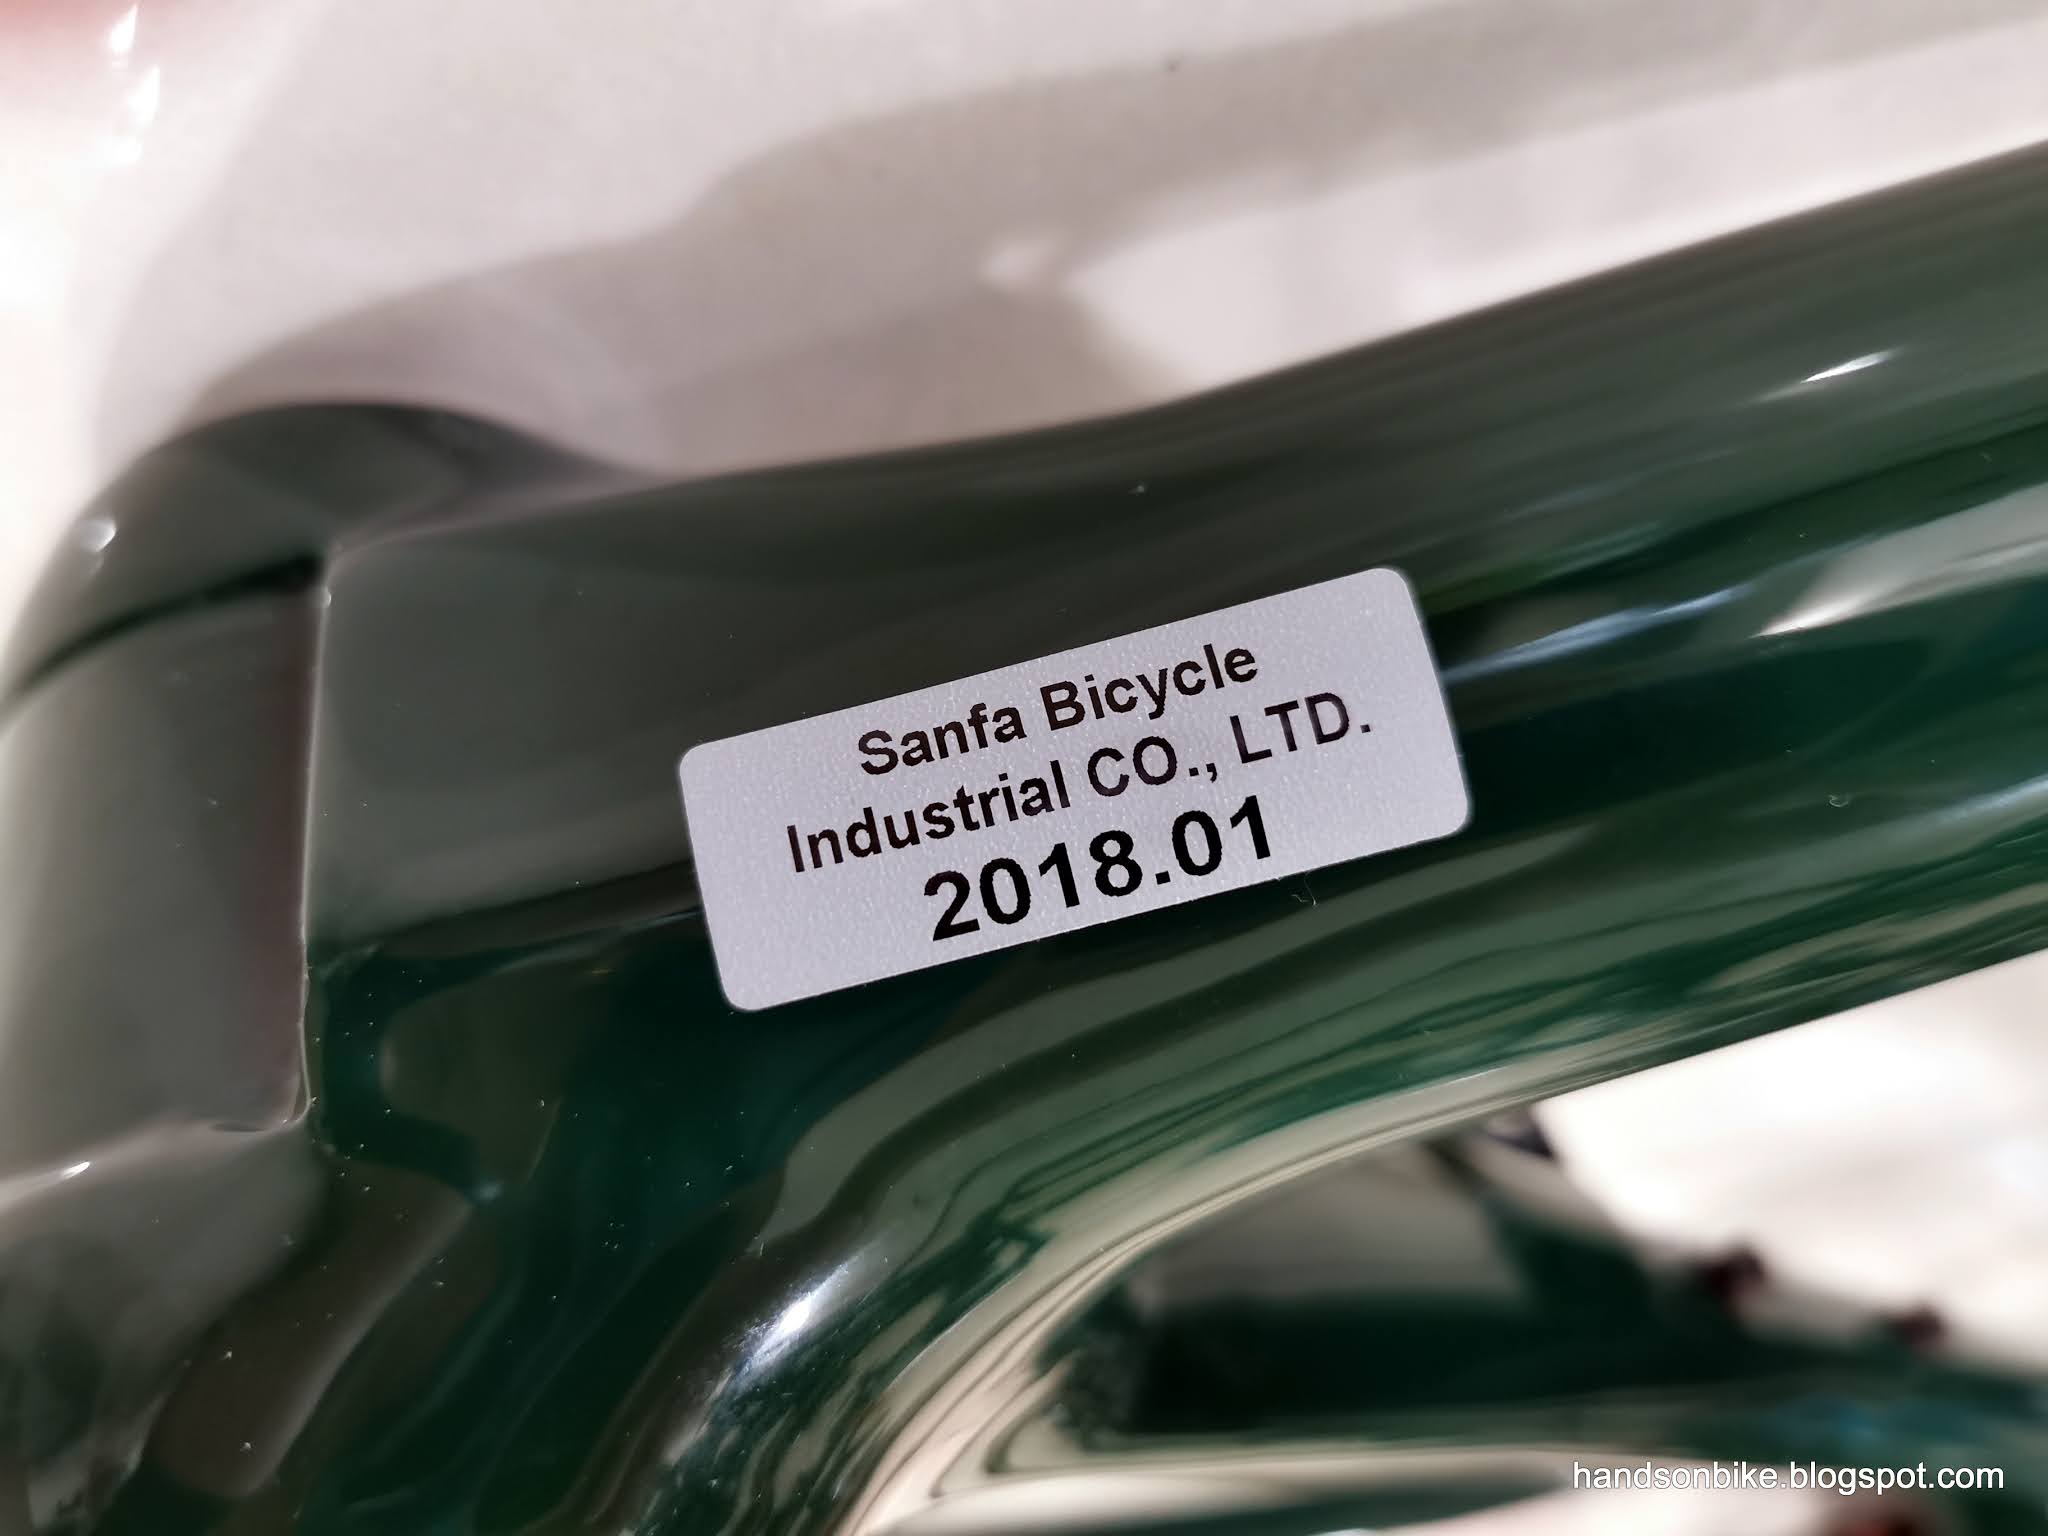 Sanfa Bicycle
Industrial CO., LTD.
2018.01
handsonbike.blogspot.com